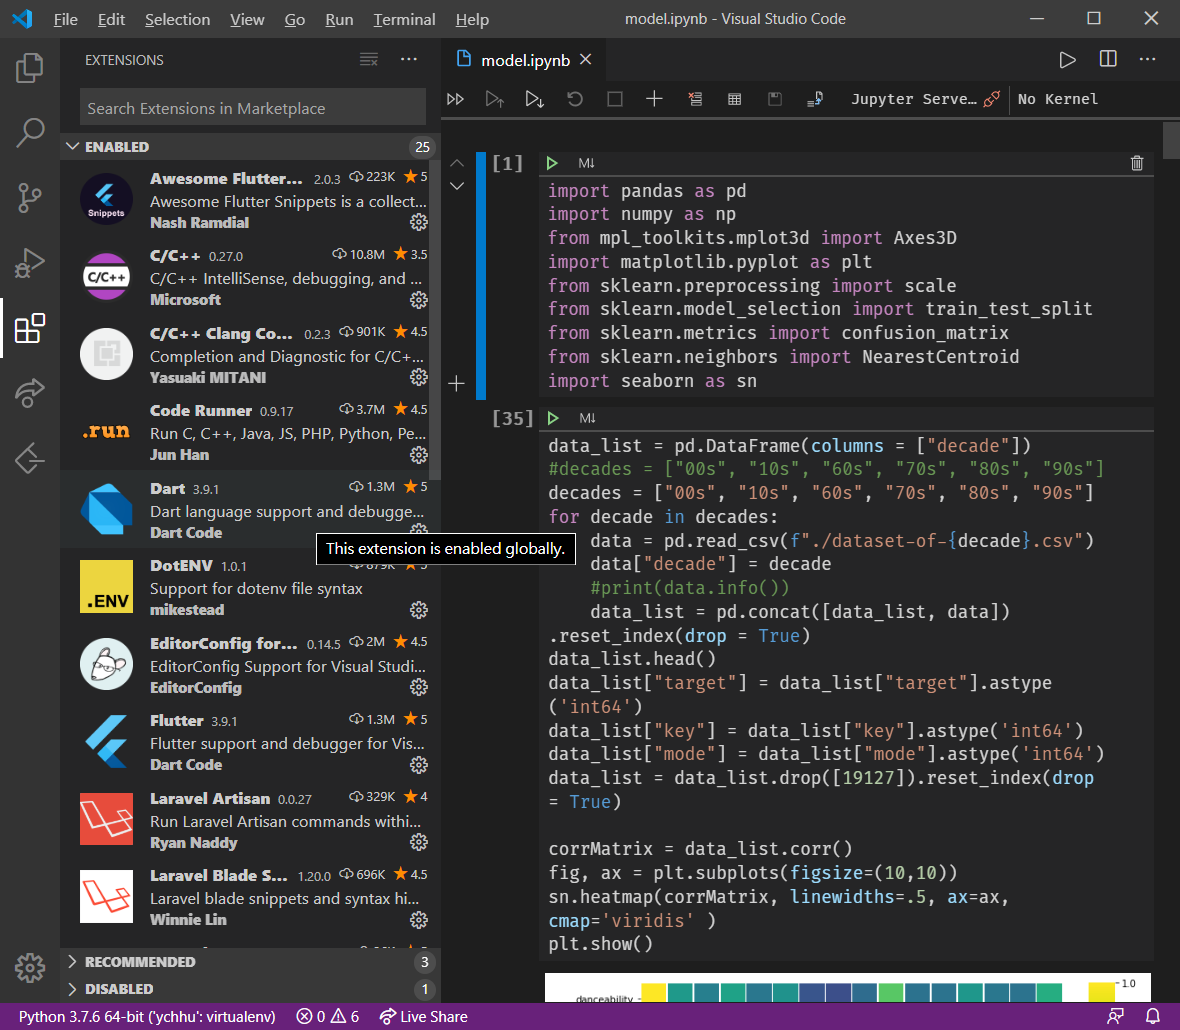 File Edit Selection View Go Run Terminal Help model.ipynb - Visual Studio Code
EXTENSIONS
Search Extensions in Marketplace
ENABLED 25
Snippets
Awesome Flutter... 2.0.3 223K 5
Awesome Flutter Snippets is a collect...
Nash Ramdial
C/C++
C/C++ 0.27.0 10.8M 3.5
C/C++ IntelliSense, debugging, and ...
Microsoft
C/C++ Clang Co... 0.2.3 901K 4.5
Completion and Diagnostic for C/C+...
Yasuaki MITANI
.run
Code Runner 0.9.17 3.7M 4.5
Run C, C++, Java, JS, PHP, Python, Pe...
Jun Han
Dart 3.9.1 1.3M 5
Dart language support and debugge...
Dart Code
This extension is enabled globally.
.ENV
DotENV 1.0.1 879K 5
Support for dotenv file syntax
mikestead
EditorConfig for... 0.14.5 2M 4.5
EditorConfig Support for Visual Studi...
EditorConfig
Flutter 3.9.1 1.3M 5
Flutter support and debugger for Vis...
Dart Code
Laravel Artisan 0.0.27 329K 4
Run Laravel Artisan commands withi...
Ryan Naddy
Laravel Blade S... 1.20.0 696K 4.5
Laravel blade snippets and syntax hi...
Winnie Lin
RECOMMENDED 3
DISABLED 1
model.ipynb
Jupyter Serve... No Kernel
[1] M↓
import pandas as pd
import numpy as np
from mpl_toolkits.mplot3d import Axes3D
import matplotlib.pyplot as plt
from sklearn.preprocessing import scale
from sklearn.model_selection import train_test_split
from sklearn.metrics import confusion_matrix
from sklearn.neighbors import NearestCentroid
import seaborn as sn
[35] M↓
data_list = pd.DataFrame(columns = ["decade"])
#decades = ["00s", "10s", "60s", "70s", "80s", "90s"]
decades = ["00s", "10s", "60s", "70s", "80s", "90s"]
for decade in decades:
    data = pd.read_csv(f"./dataset-of-{decade}.csv")
    data["decade"] = decade
    #print(data.info())
    data_list = pd.concat([data_list, data])
.reset_index(drop = True)
data_list.head()
data_list["target"] = data_list["target"].astype
('int64')
data_list["key"] = data_list["key"].astype('int64')
data_list["mode"] = data_list["mode"].astype('int64')
data_list = data_list.drop([19127]).reset_index(drop
= True)
corrMatrix = data_list.corr()
fig, ax = plt.subplots(figsize=(10,10))
sn.heatmap(corrMatrix, linewidths=.5, ax=ax,
cmap='viridis' )
plt.show()
danceability 1.0
Python 3.7.6 64-bit ('ychhu': virtualenv) 0 6 Live Share